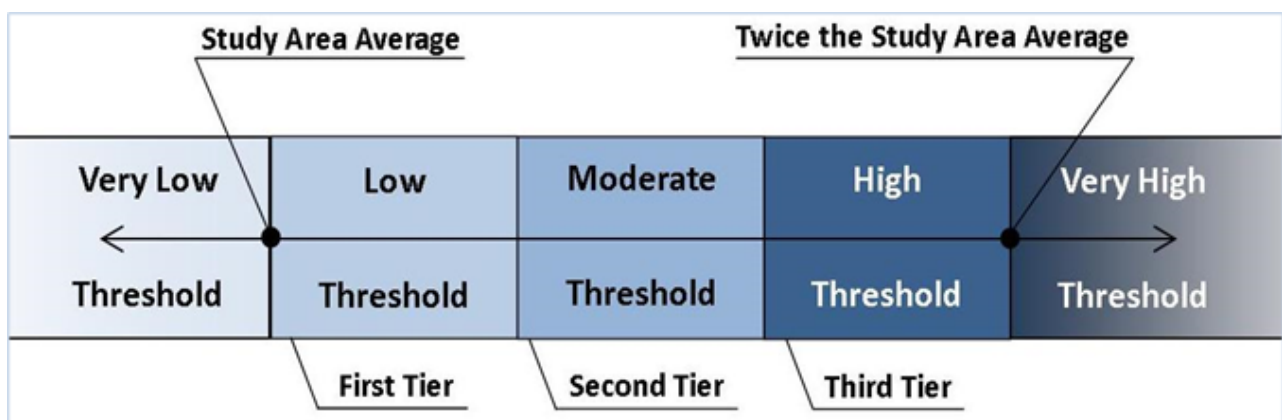 Study Area Average
Twice the Study Area Average
Very Low
Low
Moderate
High
Very High
Threshold
Threshold
Threshold
Threshold
Threshold
First Tier
Second Tier
Third Tier